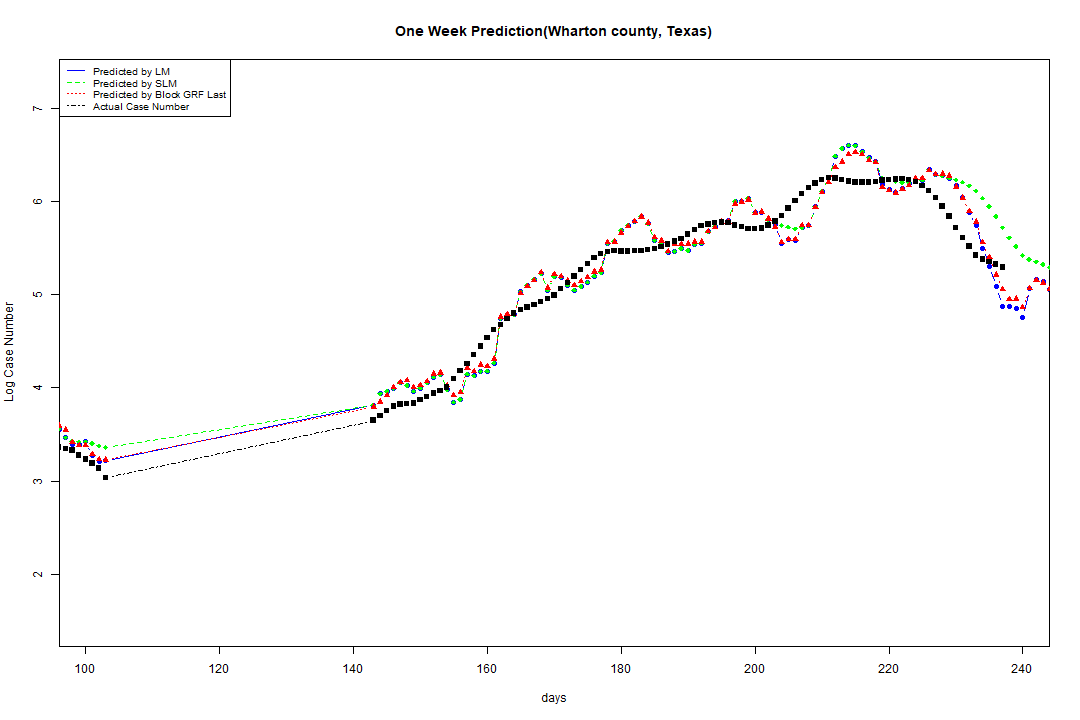 One Week Prediction(Wharton county, Texas)
Predicted by LM
Predicted by SLM
Predicted by Block GRF Last
Actual Case Number
7
6
5
4
3
2
Log Case Number
100 120 140 160 180 200 220 240
days